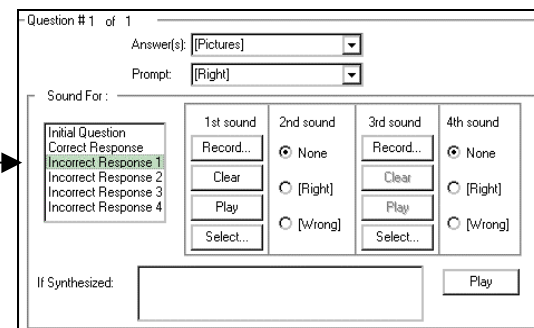 Question # 1 of 1
Answer(s): [Pictures]
Prompt: [Right]
Sound For :
Initial Question
Correct Response
Incorrect Response 1
Incorrect Response 2
Incorrect Response 3
Incorrect Response 4
1st sound
Record...
Clear
Play
Select...
2nd sound
None
[Right]
[Wrong]
3rd sound
Record...
Clear
Play
Select...
4th sound
None
[Right]
[Wrong]
If Synthesized:
Play